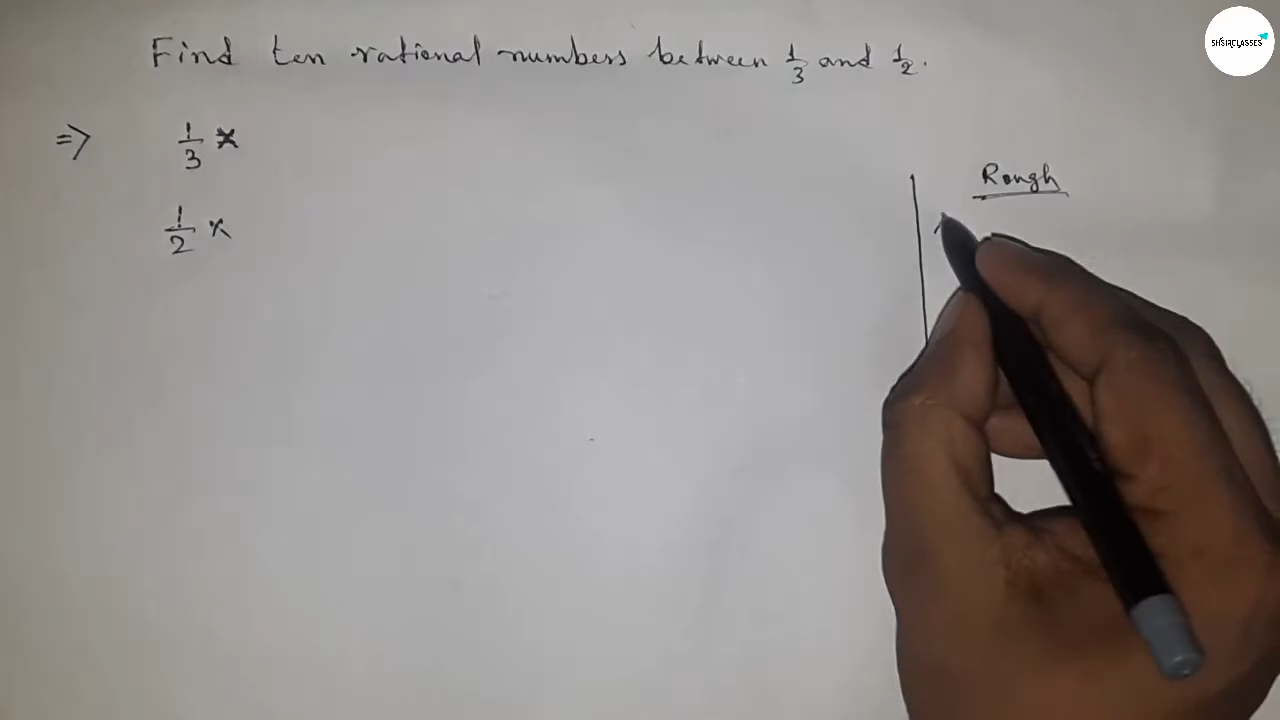 Find ten rational numbers between 1/3 and 1/2.
=> 1/3 ×
1/2 ×
Rough
SHSIRCLASSES